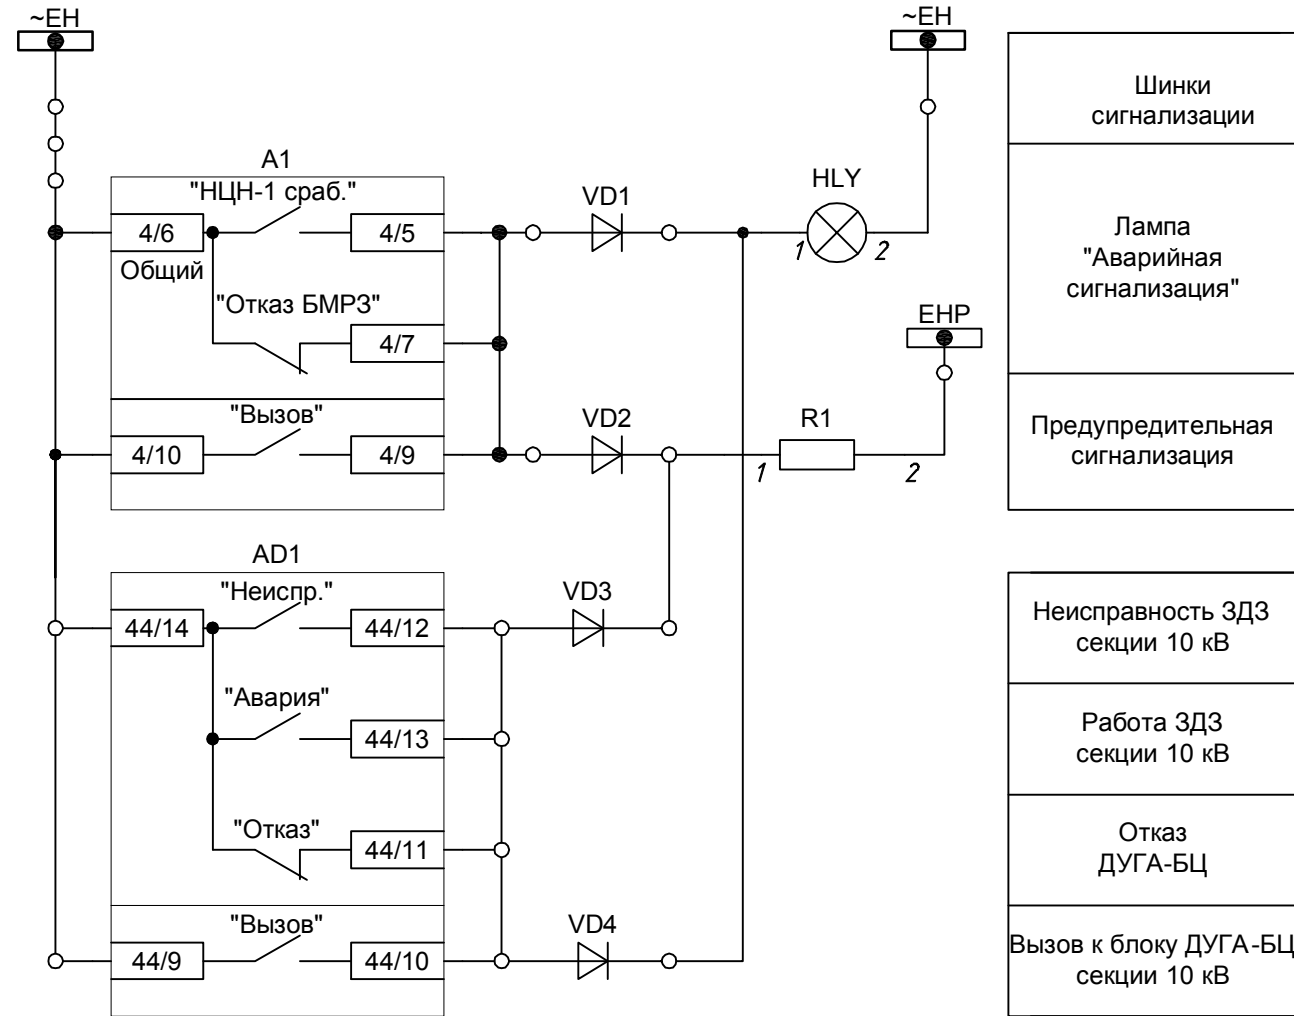 ~EH
~EH
Шинки
сигнализации
A1
"НЦН-1 сраб."
4/6
4/5
Общий
VD1
HLY
1
2
Лампа
"Аварийная
сигнализация"
"Отказ БМРЗ"
4/7
EHP
"Вызов"
4/10
4/9
VD2
R1
1
2
Предупредительная
сигнализация
AD1
"Неиспр."
44/14
44/12
VD3
Неисправность ЗДЗ
секции 10 кВ
"Авария"
44/13
Работа ЗДЗ
секции 10 кВ
"Отказ"
44/11
Отказ
ДУГА-БЦ
"Вызов"
44/9
44/10
VD4
Вызов к блоку ДУГА-БЦ
секции 10 кВ